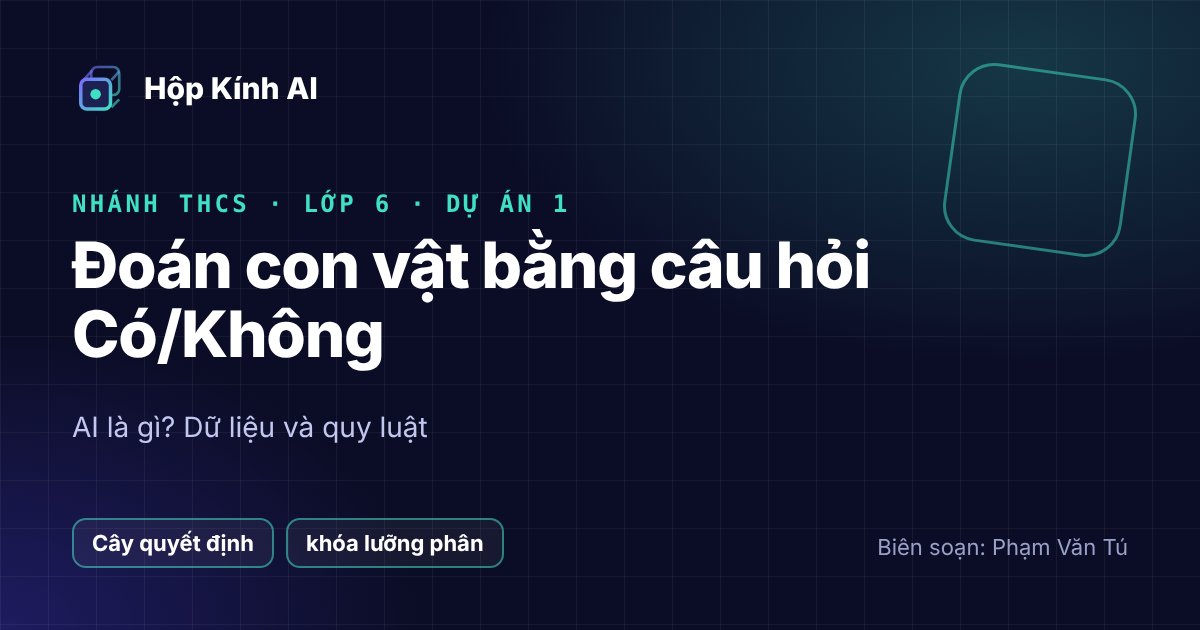 Hộp Kính AI
NHÁNH THCS · LỚP 6 · DỰ ÁN 1
Đoán con vật bằng câu hỏi
Có/Không
AI là gì? Dữ liệu và quy luật
Cây quyết định
khóa lưỡng phân
Biên soạn: Phạm Văn Tú